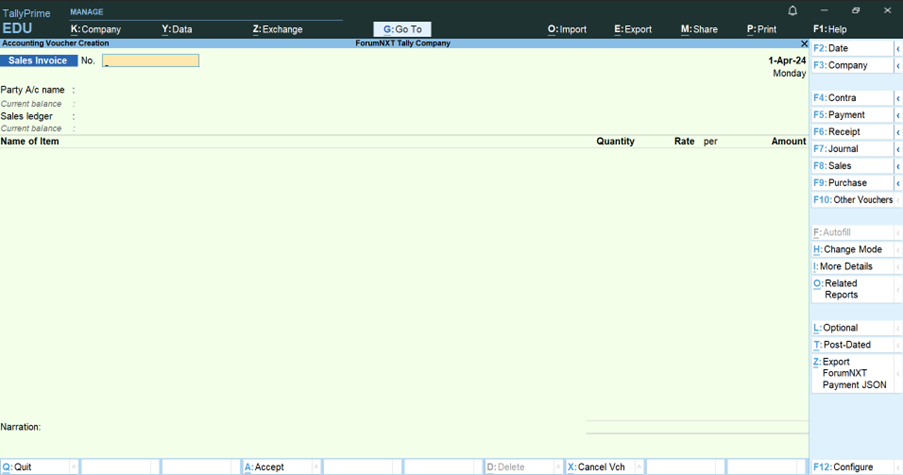 TallyPrime MANAGE
EDU K:Company Y:Data Z:Exchange G:Go To O:Import E:Export M:Share P:Print F1:Help
Accounting Voucher Creation ForumNXT Tally Company
Sales Invoice No. 1-Apr-24
Monday
Party A/c name :
Current balance :
Sales ledger :
Current balance :
Name of Item Quantity Rate per Amount
Narration:
F2:Date
F3:Company
F4:Contra
F5:Payment
F6:Receipt
F7:Journal
F8:Sales
F9:Purchase
F10:Other Vouchers
F:Autofill
H:Change Mode
I:More Details
O:Related
Reports
L:Optional
T:Post-Dated
Z:Export
ForumNXT
Payment JSON
Q:Quit A:Accept D:Delete X:Cancel Vch F12:Configure